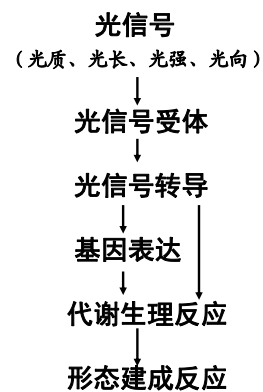 光信号
（光质、光长、光强、光向）
光信号受体
光信号转导
基因表达
代谢生理反应
形态建成反应